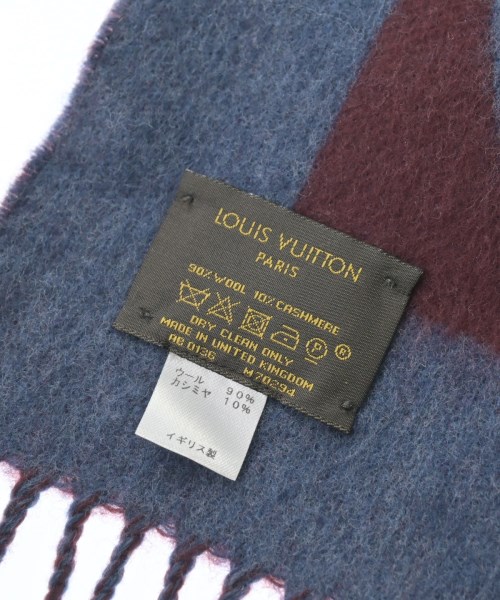 LOUIS VUITTON
PARIS
90% WOOL 10% CASHMERE
P R
DRY CLEAN ONLY
MADE IN UNITED KINGDOM
AB 0136 M70294
ウール 90%
カシミヤ 10%
イギリス製